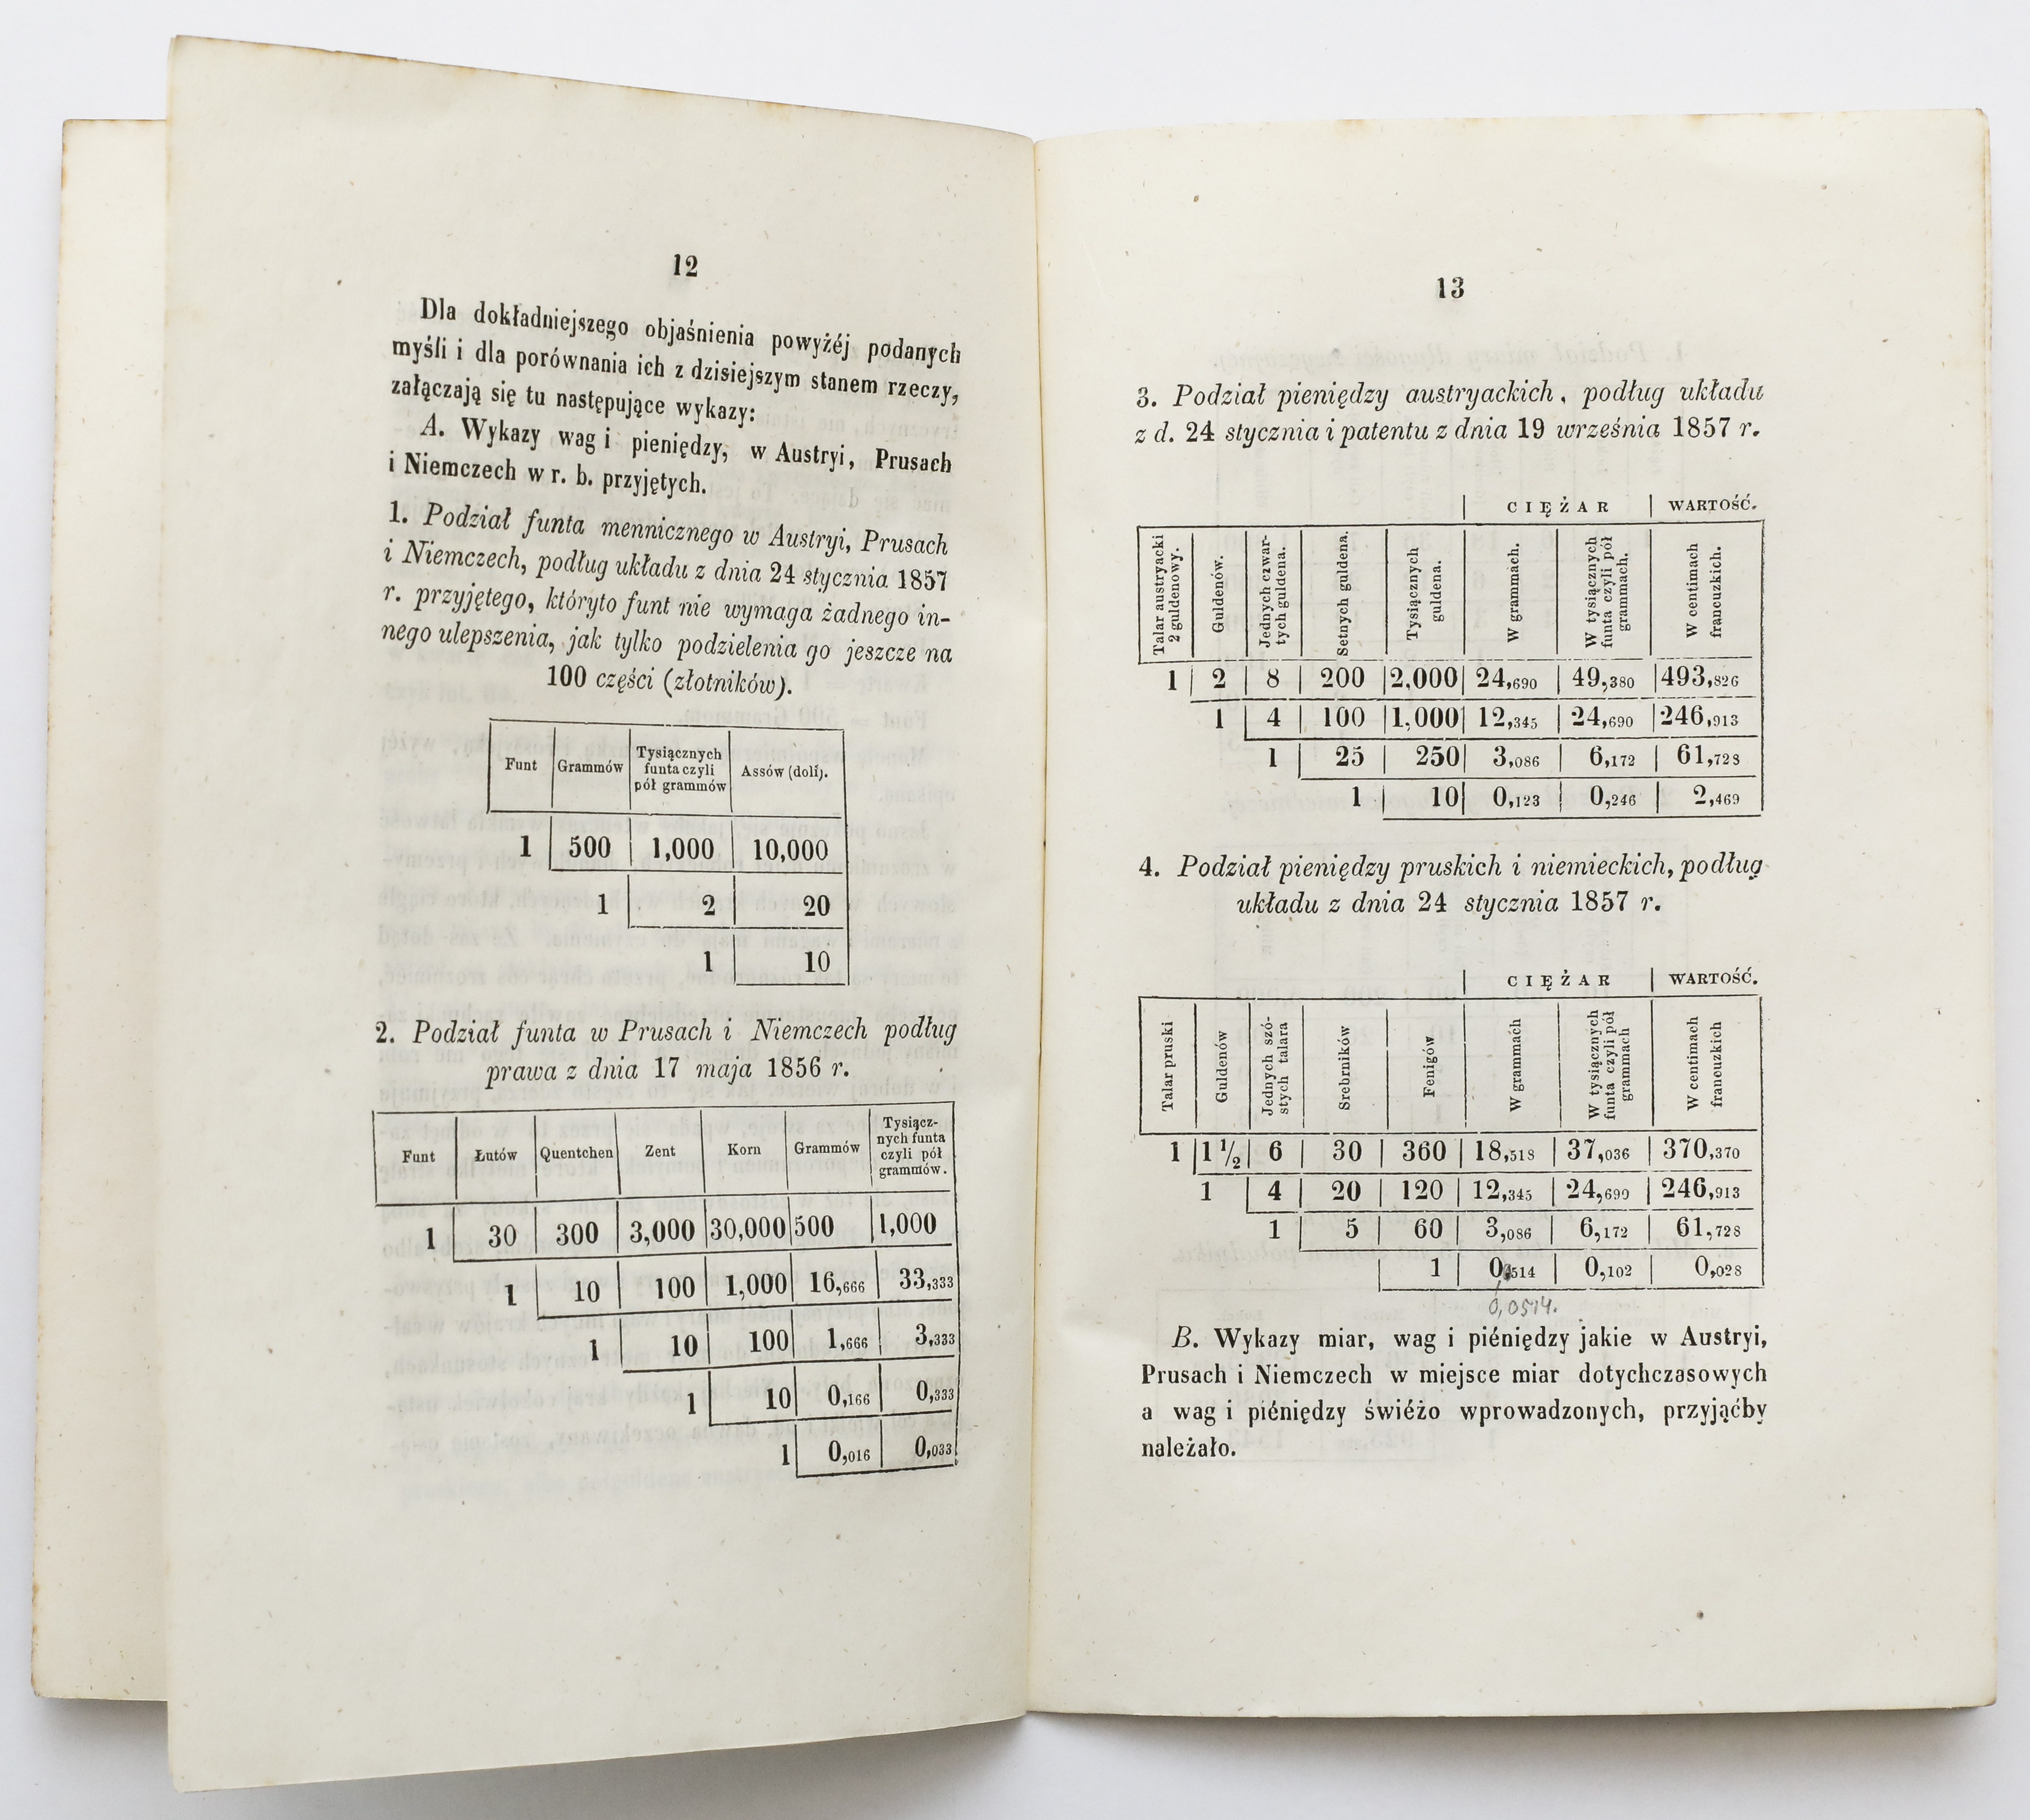 12
Dla dokładniejszego objaśnienia powyżéj podanych
myśli i dla porównania ich z dzisiejszym stanem rzeczy,
załączają się tu następujące wykazy:
A. Wykazy wag i pieniędzy, w Austryi, Prusach
i Niemczech w r. b. przyjętych.
1. Podział funta mennicznego w Austryi, Prusach
i Niemczech, podług układu z dnia 24 stycznia 1857
r. przyjętego, któryto funt nie wymaga żadnego in-
nego ulepszenia, jak tylko podzielenia go jeszcze na
100 części (złotników).
Funt | Grammów | Tysiącznych funta czyli pół grammów | Assów (doli).
1 | 500 | 1,000 | 10,000
1 | 2 | 20
1 | 10
2. Podział funta w Prusach i Niemczech podług
prawa z dnia 17 maja 1856 r.
Funt | Łutów | Quentchen | Zent | Korn | Grammów | Tysiącz-nych funta czyli pół grammów.
1 | 30 | 300 | 3,000 | 30,000 | 500 | 1,000
1 | 10 | 100 | 1,000 | 16,666 | 33,333
1 | 10 | 100 | 1,666 | 3,333
1 | 10 | 0,166 | 0,333
1 | 0,016 | 0,033
13
3. Podział pieniędzy austryackich, podług układu
z d. 24 stycznia i patentu z dnia 19 września 1857 r.
CIĘŻAR | WARTOŚĆ.
Talar austryacki 2 guldenowy. | Guldenów. | Jednych czwar-tych guldena. | Setnych guldena. | Tysiącznych guldena. | W grammach. | W tysiącznych funta czyli pół grammach. | W centimach francuzkich.
1 | 2 | 8 | 200 | 2,000 | 24,690 | 49,380 | 493,826
1 | 4 | 100 | 1,000 | 12,345 | 24,690 | 246,913
1 | 25 | 250 | 3,086 | 6,172 | 61,728
1 | 10 | 0,123 | 0,246 | 2,469
4. Podział pieniędzy pruskich i niemieckich, podług
układu z dnia 24 stycznia 1857 r.
CIĘŻAR | WARTOŚĆ.
Talar pruski | Guldenów | Jednych szó-stych talara | Srebrników | Fenigów | W grammach | W tysiącznych funta czyli pół grammach | W centimach francuzkich
1 | 1½ | 6 | 30 | 360 | 18,518 | 37,036 | 370,370
1 | 4 | 20 | 120 | 12,345 | 24,690 | 246,913
1 | 5 | 60 | 3,086 | 6,172 | 61,728
1 | 0,514 | 0,102 | 0,028
0,0514.
B. Wykazy miar, wag i piéniędzy jakie w Austryi,
Prusach i Niemczech w miejsce miar dotychczasowych
a wag i piéniędzy świéżo wprowadzonych, przyjąćby
należało.